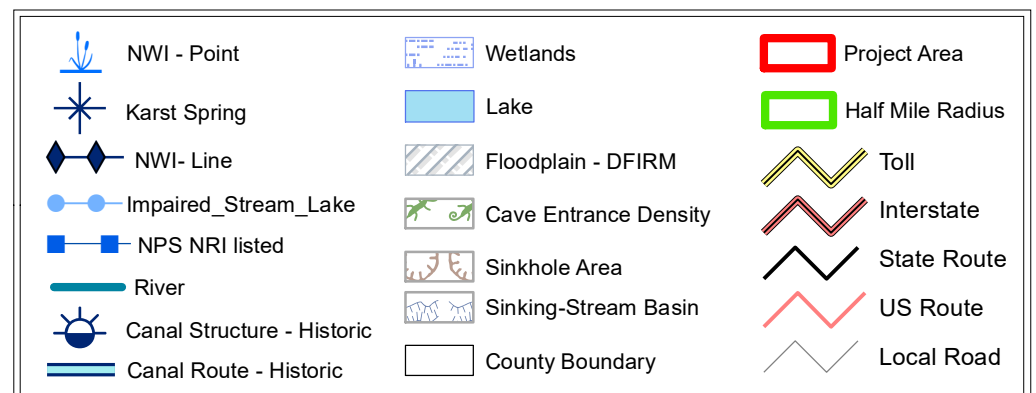 NWI - Point
Karst Spring
NWI- Line
Impaired_Stream_Lake
NPS NRI listed
River
Canal Structure - Historic
Canal Route - Historic
Wetlands
Lake
Floodplain - DFIRM
Cave Entrance Density
Sinkhole Area
Sinking-Stream Basin
County Boundary
Project Area
Half Mile Radius
Toll
Interstate
State Route
US Route
Local Road